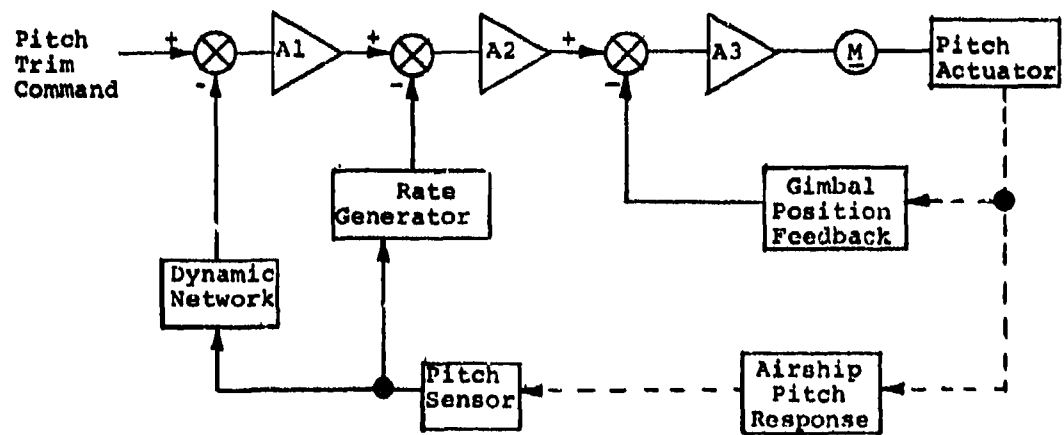 Pitch
Trim
Command
+
-
A1
+
-
A2
+
-
A3
M
Pitch
Actuator
Rate
Generator
Gimbal
Position
Feedback
Dynamic
Network
Pitch
Sensor
Airship
Pitch
Response